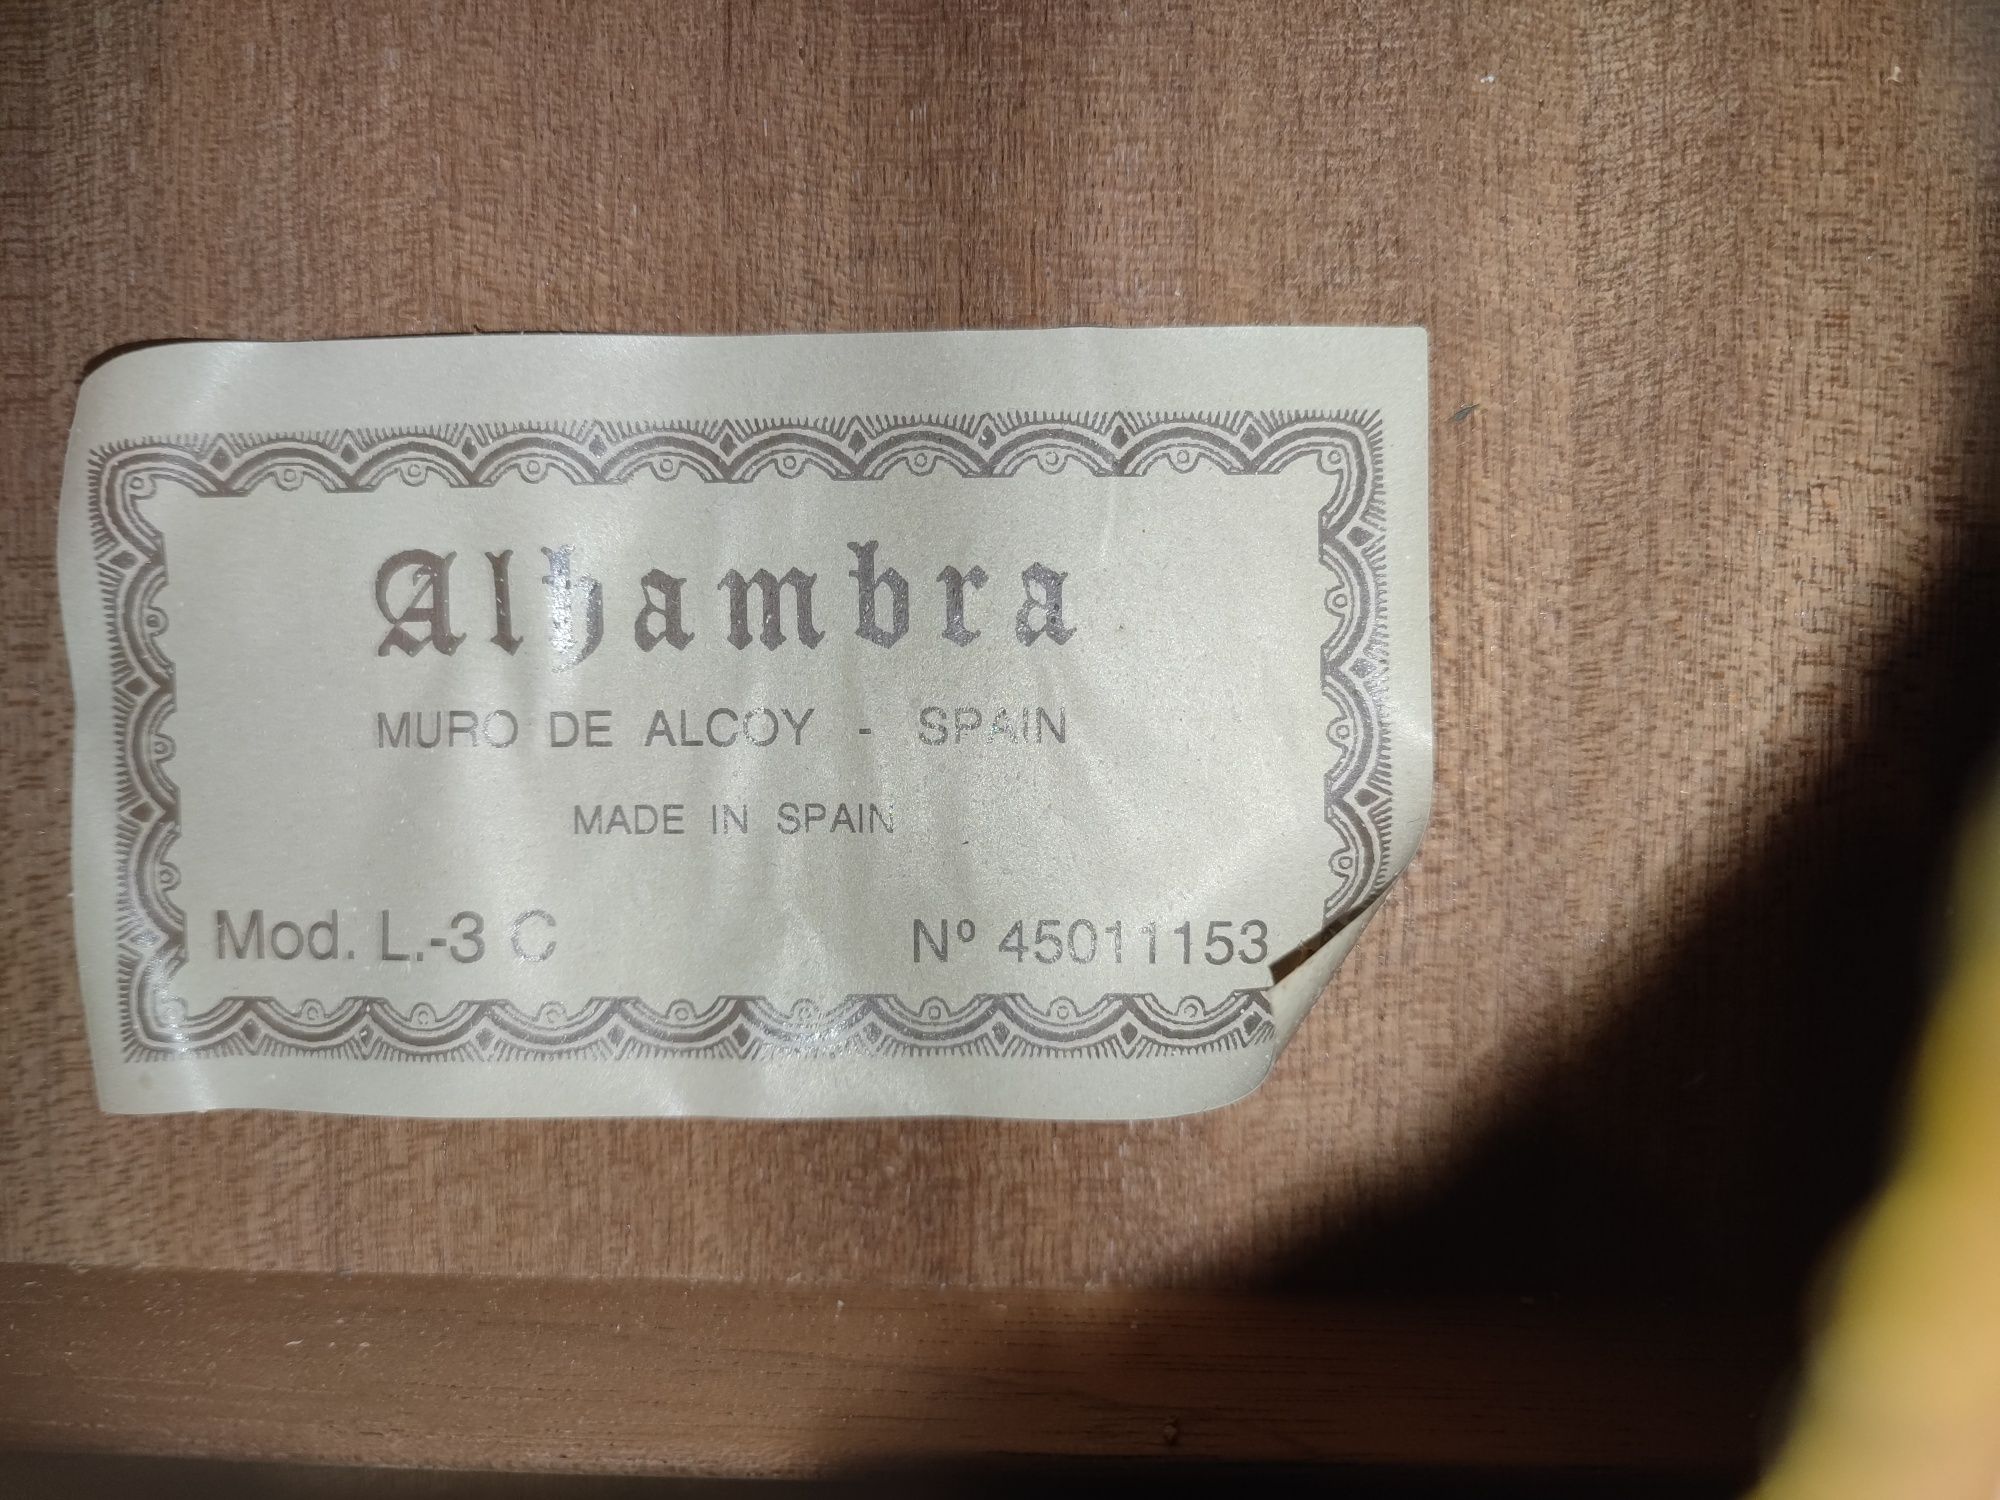 Alhambra
MURO DE ALCOY - SPAIN
MADE IN SPAIN
Mod. L.-3 C Nº 45011153